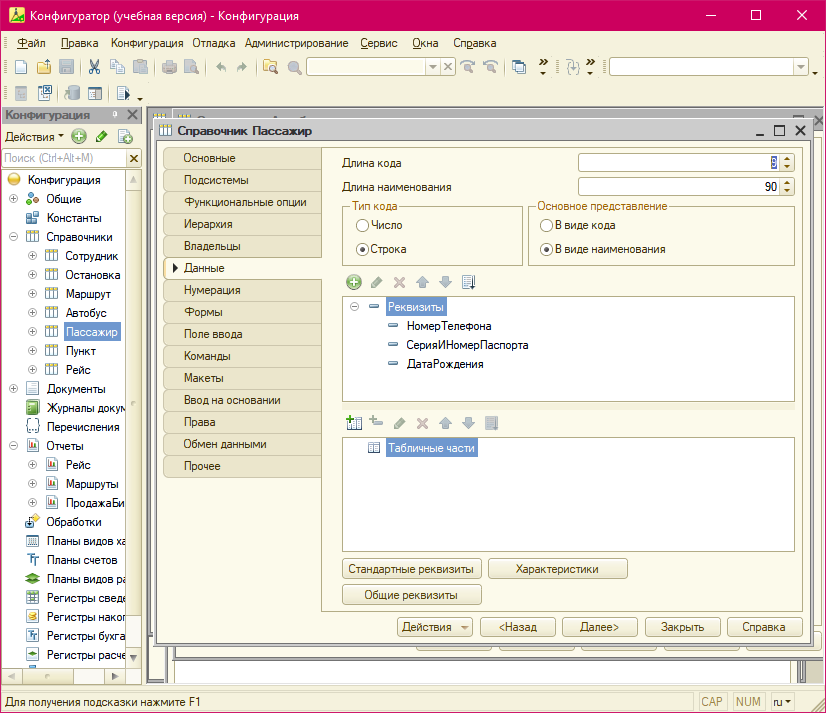 Конфигуратор (учебная версия) - Конфигурация
Файл Правка Конфигурация Отладка Администрирование Сервис Окна Справка
Конфигурация
Действия
Поиск (Ctrl+Alt+M)
Конфигурация
Общие
Константы
Справочники
Сотрудник
Остановка
Маршрут
Автобус
Пассажир
Пункт
Рейс
Документы
Журналы докум
Перечисления
Отчеты
Рейс
Маршруты
ПродажаБи
Обработки
Планы видов ха
Планы счетов
Планы видов ра
Регистры сведе
Регистры накоп
Регистры бухга
Регистры расче
Справочник Пассажир
Основные
Подсистемы
Функциональные опции
Иерархия
Владельцы
Данные
Нумерация
Формы
Поле ввода
Команды
Макеты
Ввод на основании
Права
Обмен данными
Прочее
Длина кода 9
Длина наименования 90
Тип кода
Число
Строка
Основное представление
В виде кода
В виде наименования
Реквизиты
НомерТелефона
СерияИНомерПаспорта
ДатаРождения
Табличные части
Стандартные реквизиты Характеристики
Общие реквизиты
Действия <Назад Далее> Закрыть Справка
Для получения подсказки нажмите F1 CAP NUM ru